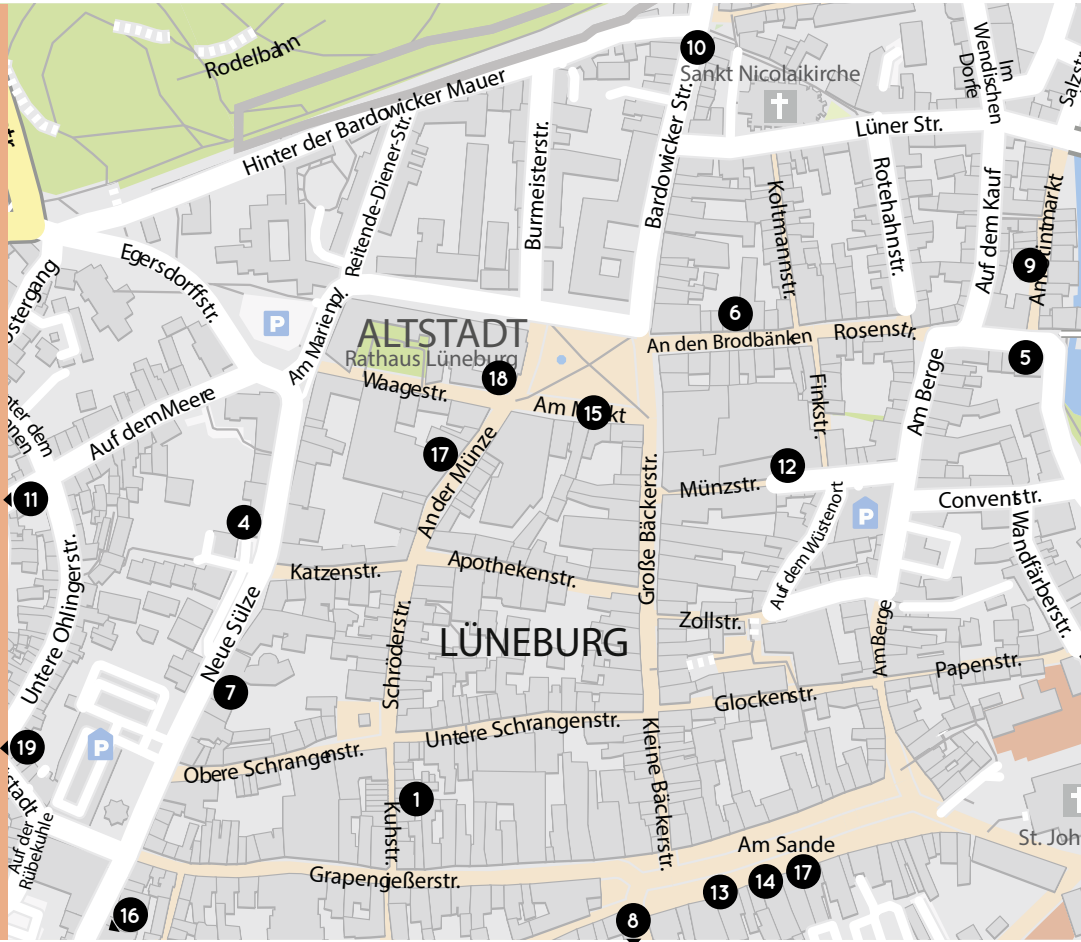 Rodelbahn
10
Sankt Nicolaikirche
Im
Wendischen
Dorfe
Lüner Str.
Hinter der Bardowicker Mauer
Reitende-Diener-Str.
Burmeisterstr.
Bardowicker Str.
Koltmannstr.
Rotehahnstr.
Auf dem Kauf
9
Egersdorffstr.
P
Am Marienpl.
ALTSTADT
Rathaus Lüneburg
6
An den Brodbänken
Rosenstr.
5
Waagestr.
18
Am Markt
15
Finkstr.
Am Berge
Auf dem Meere
17
An der Münze
Große Bäckerstr.
12
Münzstr.
P
Conventstr.
11
4
Auf dem Wüstenort
Wandfärberstr.
Untere Ohlingerstr.
Katzenstr.
Apothekenstr.
Neue Sülze
Schröderstr.
LÜNEBURG
Zollstr.
Am Berge
Papenstr.
7
Glockenstr.
19
P
Obere Schrangenstr.
Untere Schrangenstr.
Kleine Bäckerstr.
1
Kuhstr.
Auf der
Rübekuhle
Am Sande
St. Joh
Grapengeßerstr.
13
14
17
16
8